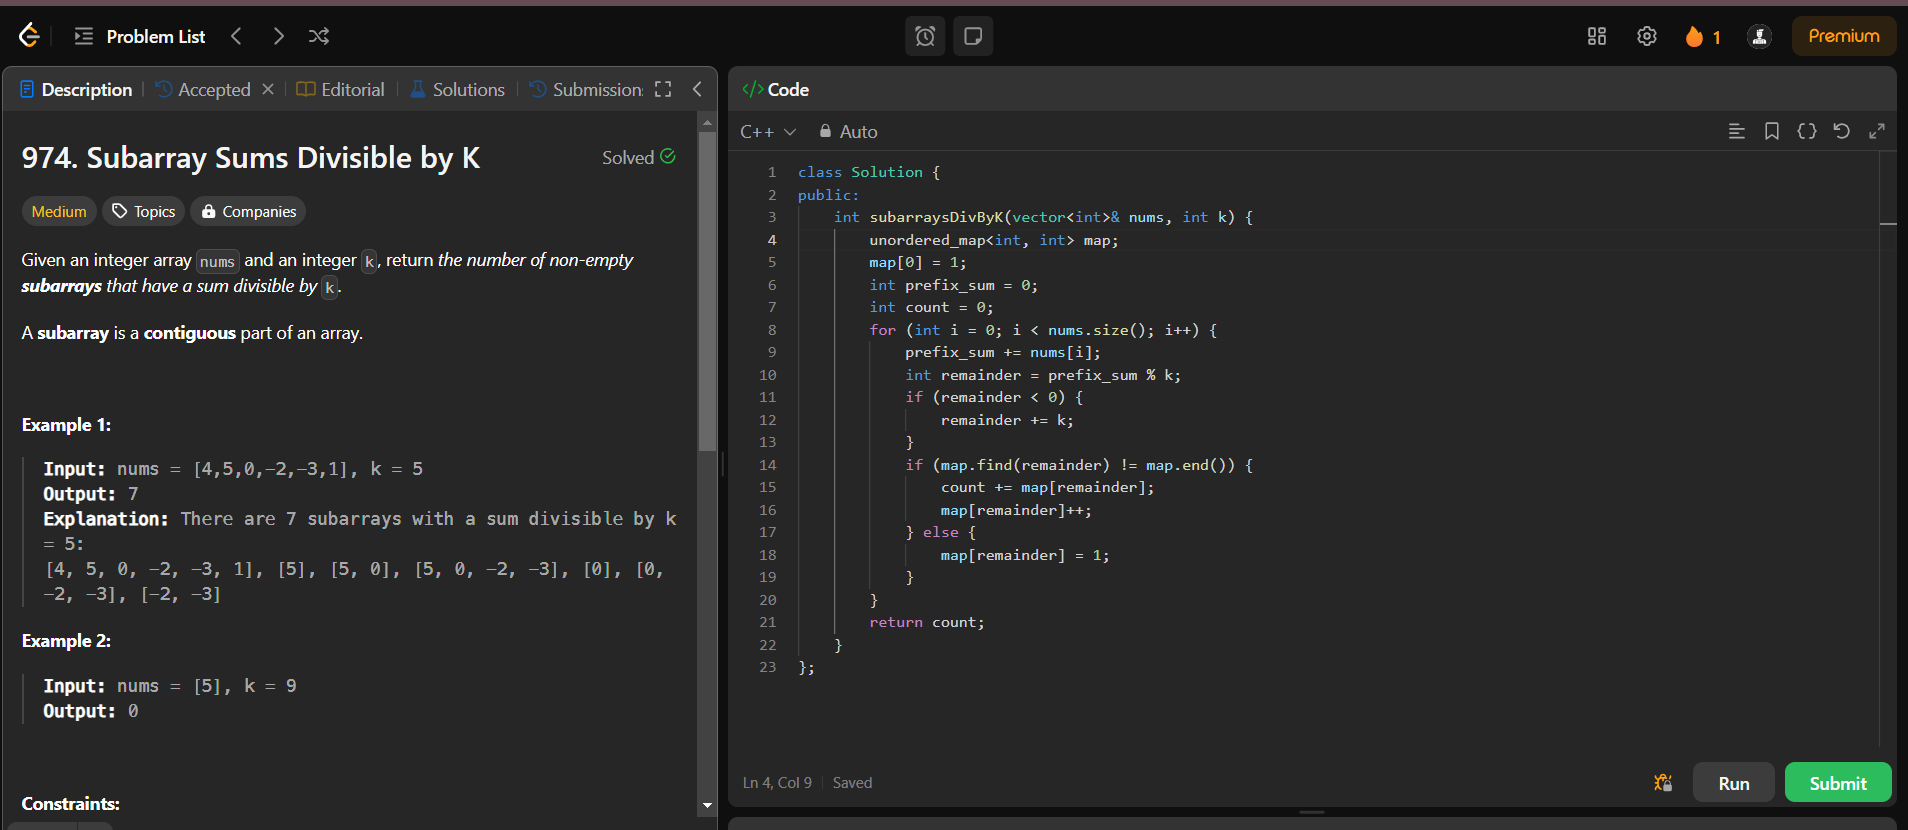 Problem List
1
Premium
Description
Accepted
Editorial
Solutions
Submission
974. Subarray Sums Divisible by K
Solved
Medium
Topics
Companies
Given an integer array nums and an integer k, return the number of non-empty
subarrays that have a sum divisible by k.
A subarray is a contiguous part of an array.
Example 1:
Input: nums = [4,5,0,-2,-3,1], k = 5
Output: 7
Explanation: There are 7 subarrays with a sum divisible by k
= 5:
[4, 5, 0, -2, -3, 1], [5], [5, 0], [5, 0, -2, -3], [0], [0,
-2, -3], [-2, -3]
Example 2:
Input: nums = [5], k = 9
Output: 0
Constraints:
</> Code
C++
Auto
1 class Solution {
2 public:
3     int subarraysDivByK(vector<int>& nums, int k) {
4         unordered_map<int, int> map;
5         map[0] = 1;
6         int prefix_sum = 0;
7         int count = 0;
8         for (int i = 0; i < nums.size(); i++) {
9             prefix_sum += nums[i];
10             int remainder = prefix_sum % k;
11             if (remainder < 0) {
12                 remainder += k;
13             }
14             if (map.find(remainder) != map.end()) {
15                 count += map[remainder];
16                 map[remainder]++;
17             } else {
18                 map[remainder] = 1;
19             }
20         }
21         return count;
22     }
23 };
Ln 4, Col 9
Saved
Run
Submit